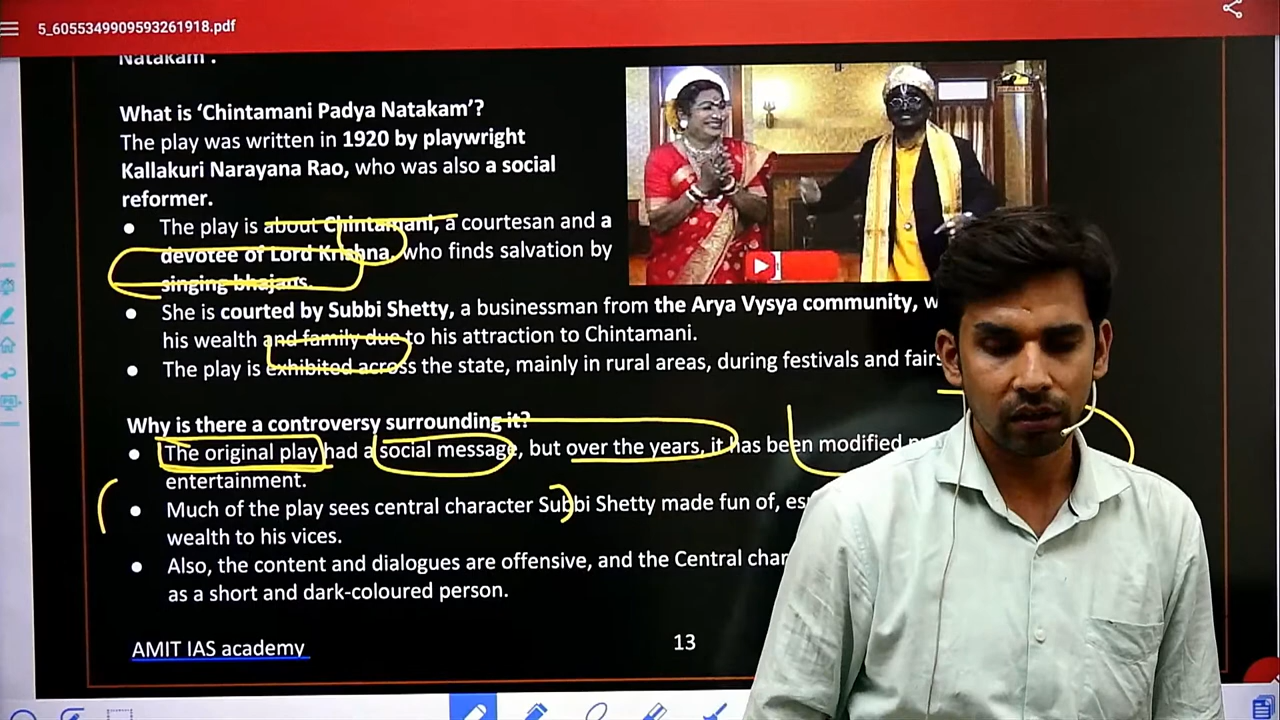 5_6055349909593261918.pdf
Natakam'.
What is 'Chintamani Padya Natakam'?
The play was written in 1920 by playwright
Kallakuri Narayana Rao, who was also a social
reformer.
● The play is about Chintamani, a courtesan and a
devotee of Lord Krishna, who finds salvation by
singing bhajans.
● She is courted by Subbi Shetty, a businessman from the Arya Vysya community, w
his wealth and family due to his attraction to Chintamani.
● The play is exhibited across the state, mainly in rural areas, during festivals and fairs
Why is there a controversy surrounding it?
● The original play had a social message, but over the years, it has been modified
entertainment.
● Much of the play sees central character Subbi Shetty made fun of, es
wealth to his vices.
● Also, the content and dialogues are offensive, and the Central char
as a short and dark-coloured person.
AMIT IAS academy
13